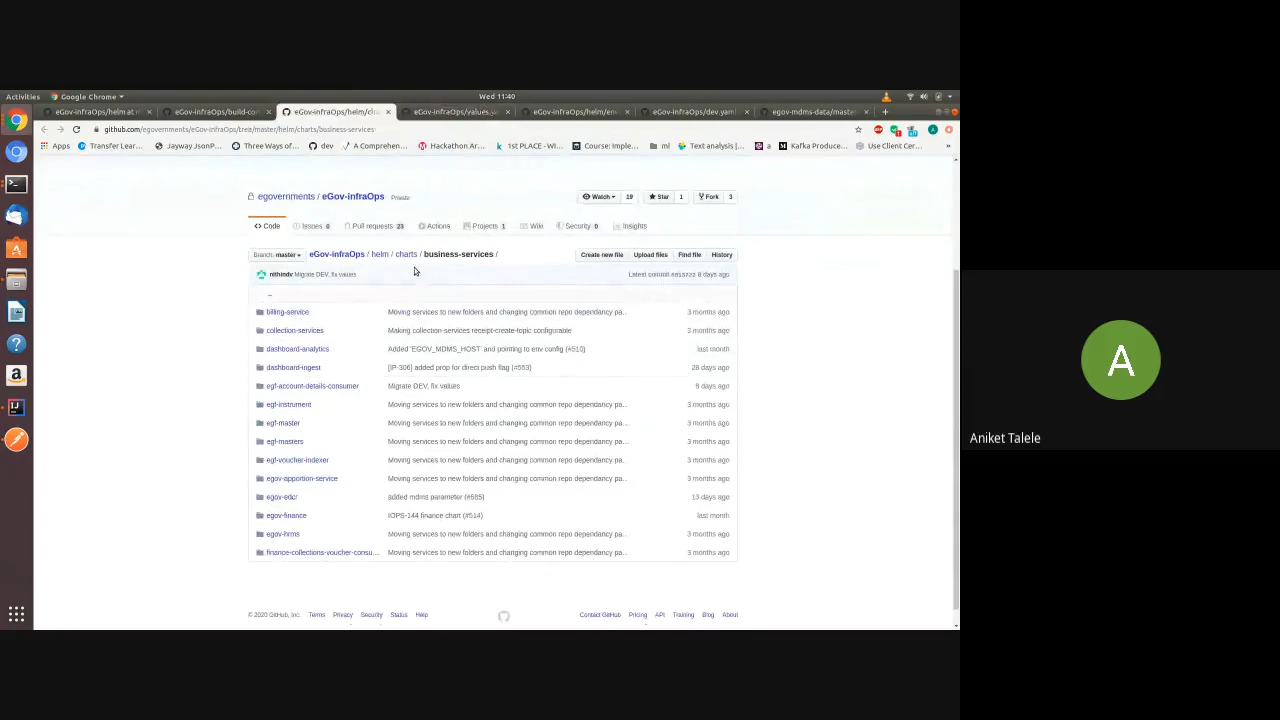 Activities Google Chrome Wed 11:40
eGov-infraOps/helm at eGov-infraOps/build-con eGov-infraOps/helm/cha eGov-infraOps/values.y eGov-infraOps/helm/en eGov-infraOps/dev.yaml egov-mdms-data/master
github.com/egovernments/eGov-infraOps/tree/master/helm/charts/business-services
Apps Transfer Lear... Jayway JsonP... Three Ways of... dev A Comprehen... Hackathon Ar... 1st PLACE - WI... Course: Imple... ml Text analysis |... a Kafka Produce... Use Client Cer... »
egovernments / eGov-infraOps Private
Watch 19 Star 1 Fork 3
Code Issues 0 Pull requests 23 Actions Projects 1 Wiki Security 0 Insights
Branch: master eGov-infraOps / helm / charts / business-services / Create new file Upload files Find file History
nithindv Migrate DEV, fix values Latest commit 8 days ago
..
billing-service Moving services to new folders and changing common repo dependancy pa... 3 months ago
collection-services Making collection-services receipt-create-topic configurable 3 months ago
dashboard-analytics Added 'EGOV_MDMS_HOST' and pointing to env config (#510) last month
dashboard-ingest [IP-306] added prop for direct push flag (#553) 28 days ago
egf-account-details-consumer Migrate DEV, fix values 8 days ago
egf-instrument Moving services to new folders and changing common repo dependancy pa... 3 months ago
egf-master Moving services to new folders and changing common repo dependancy pa... 3 months ago
egf-masters Moving services to new folders and changing common repo dependancy pa... 3 months ago
egf-voucher-indexer Moving services to new folders and changing common repo dependancy pa... 3 months ago
egov-apportion-service Moving services to new folders and changing common repo dependancy pa... 3 months ago
egov-edcr added mdms parameter (#585) 13 days ago
egov-finance IOPS-144 finance chart (#514) last month
egov-hrms Moving services to new folders and changing common repo dependancy pa... 3 months ago
finance-collections-voucher-consu... Moving services to new folders and changing common repo dependancy pa... 3 months ago
© 2020 GitHub, Inc. Terms Privacy Security Status Help Contact GitHub Pricing API Training Blog About
A
Aniket Talele